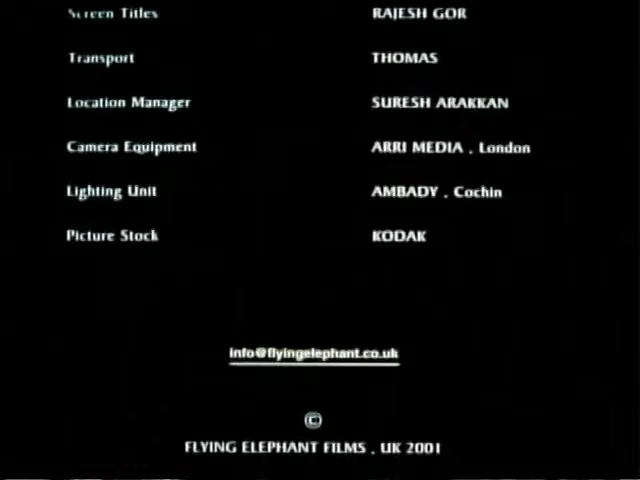 Screen Titles RAJESH GOR
Transport THOMAS
Location Manager SURESH ARAKKAN
Camera Equipment ARRI MEDIA , London
Lighting Unit AMBADY , Cochin
Picture Stock KODAK
info@flyingelephant.co.uk
©
FLYING ELEPHANT FILMS , UK 2001